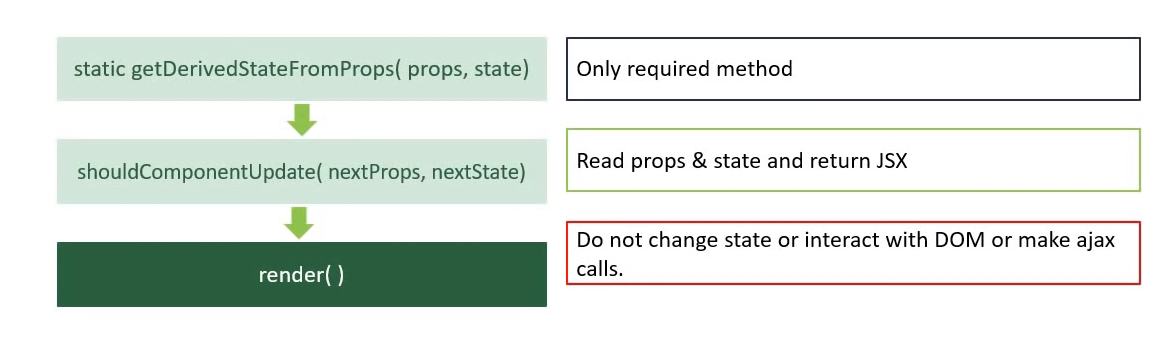 static getDerivedStateFromProps( props, state)
shouldComponentUpdate( nextProps, nextState)
render( )
Only required method
Read props & state and return JSX
Do not change state or interact with DOM or make ajax
calls.